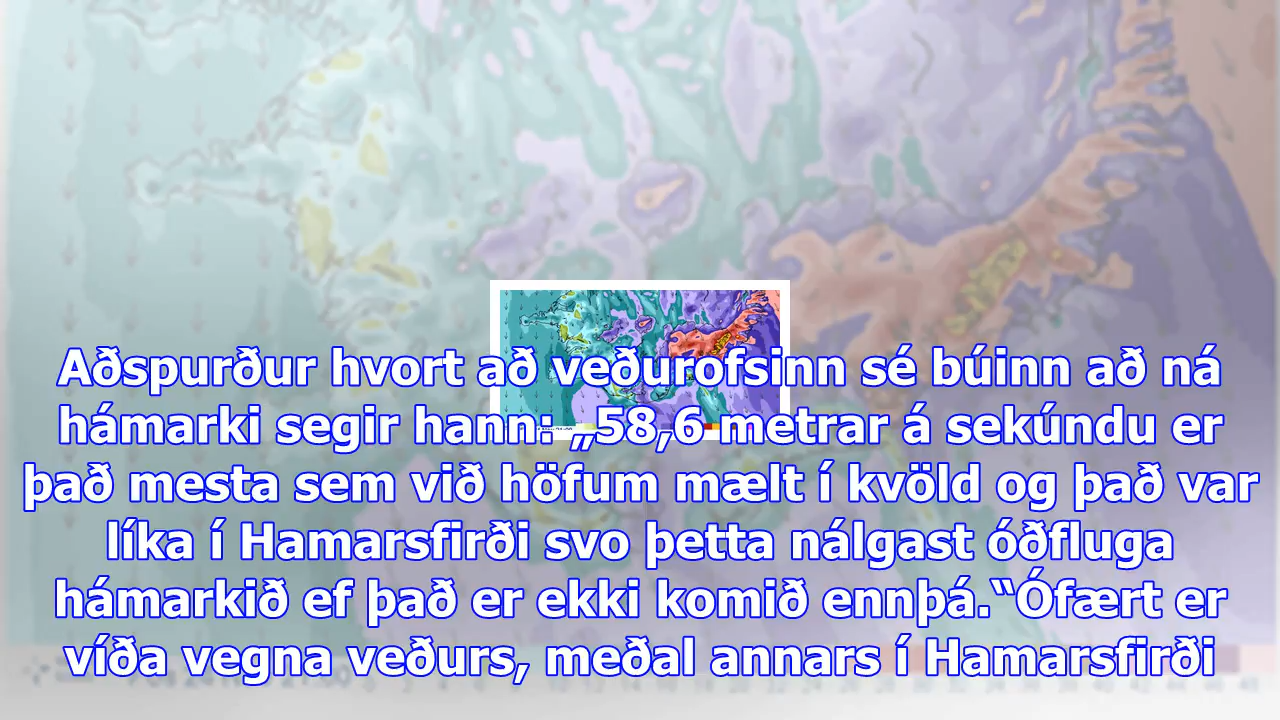 Aðspurður hvort að veðurofsinn sé búinn að ná
hámarki segir hann: „58,6 metrar á sekúndu er
það mesta sem við höfum mælt í kvöld og það var
líka í Hamarsfirði svo þetta nálgast óðfluga
hámarkið ef það er ekki komið ennþá.“Ófært er
víða vegna veðurs, meðal annars í Hamarsfirði